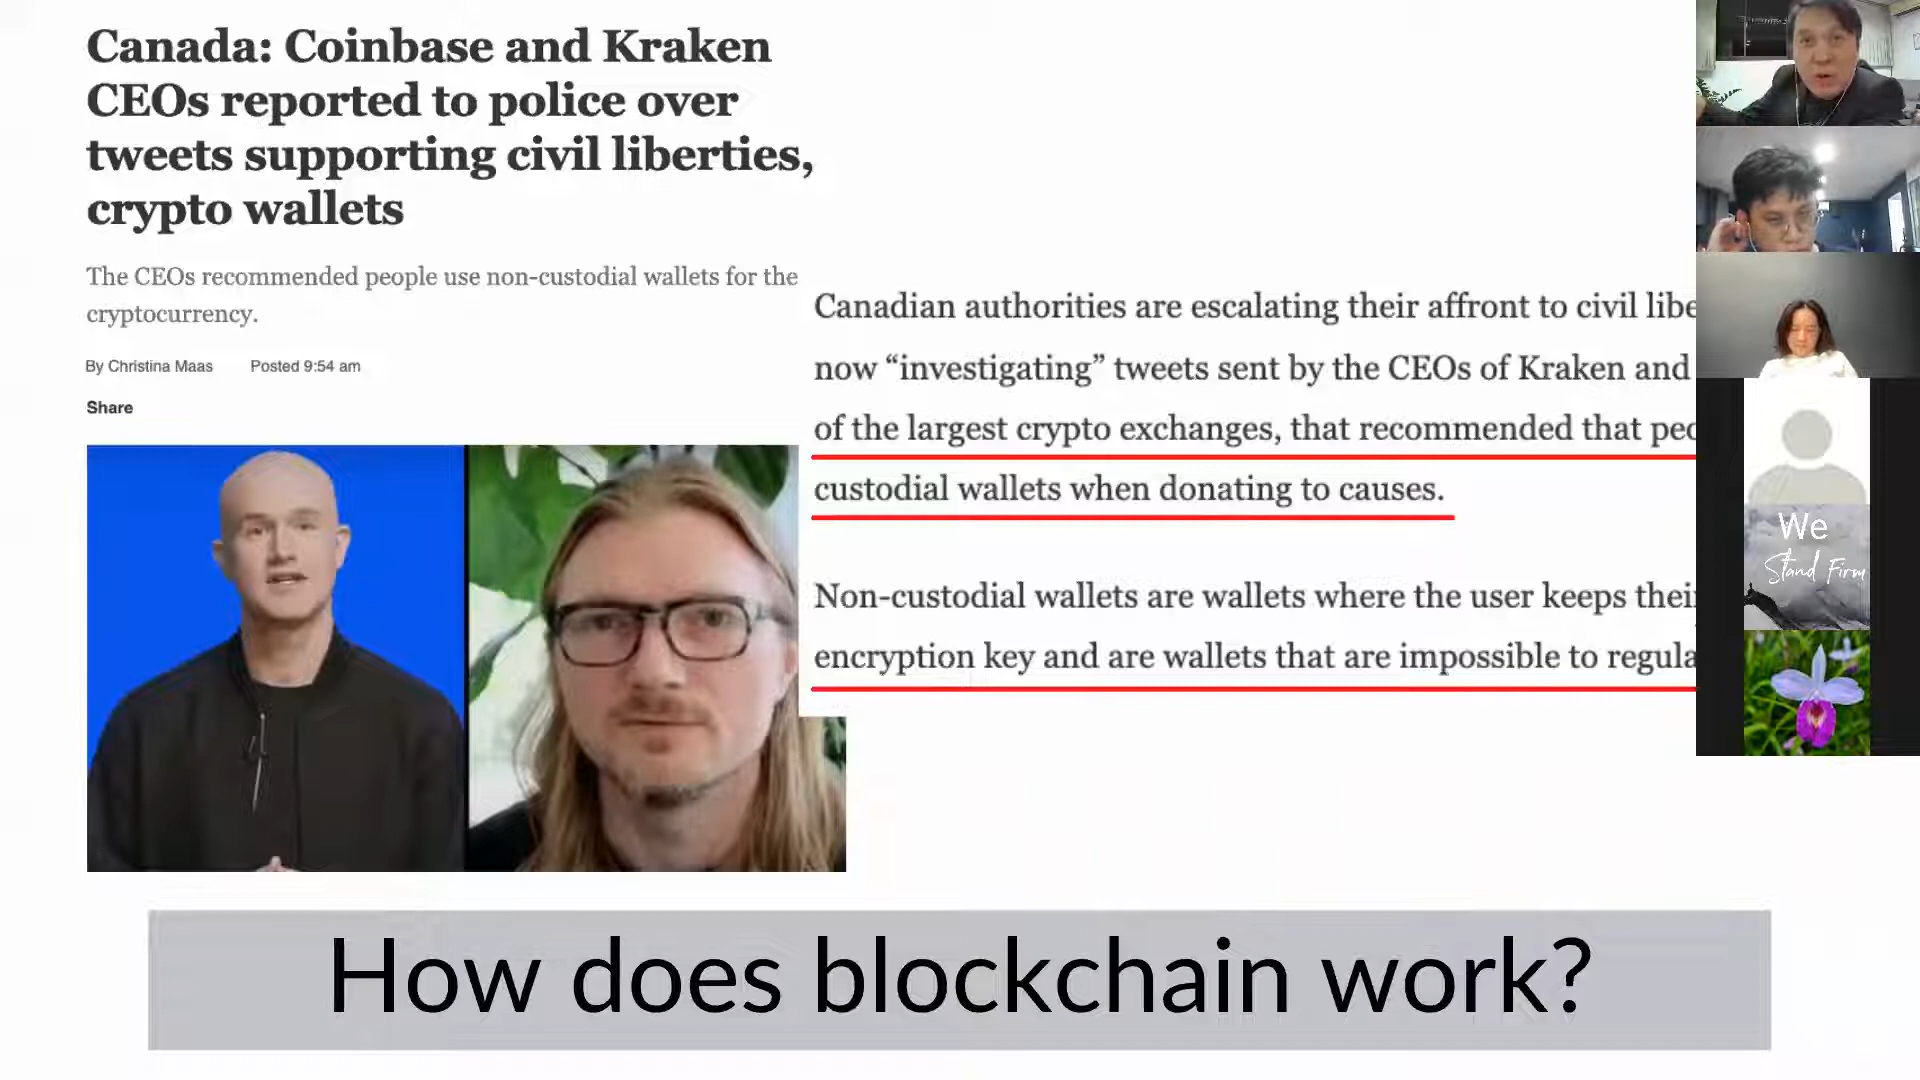 Canada: Coinbase and Kraken
CEOs reported to police over
tweets supporting civil liberties,
crypto wallets
The CEOs recommended people use non-custodial wallets for the
cryptocurrency.
By Christina Maas Posted 9:54 am
Share
Canadian authorities are escalating their affront to civil libe
now “investigating” tweets sent by the CEOs of Kraken and
of the largest crypto exchanges, that recommended that peo
custodial wallets when donating to causes.
Non-custodial wallets are wallets where the user keeps their
encryption key and are wallets that are impossible to regula
We
Stand Firm
How does blockchain work?